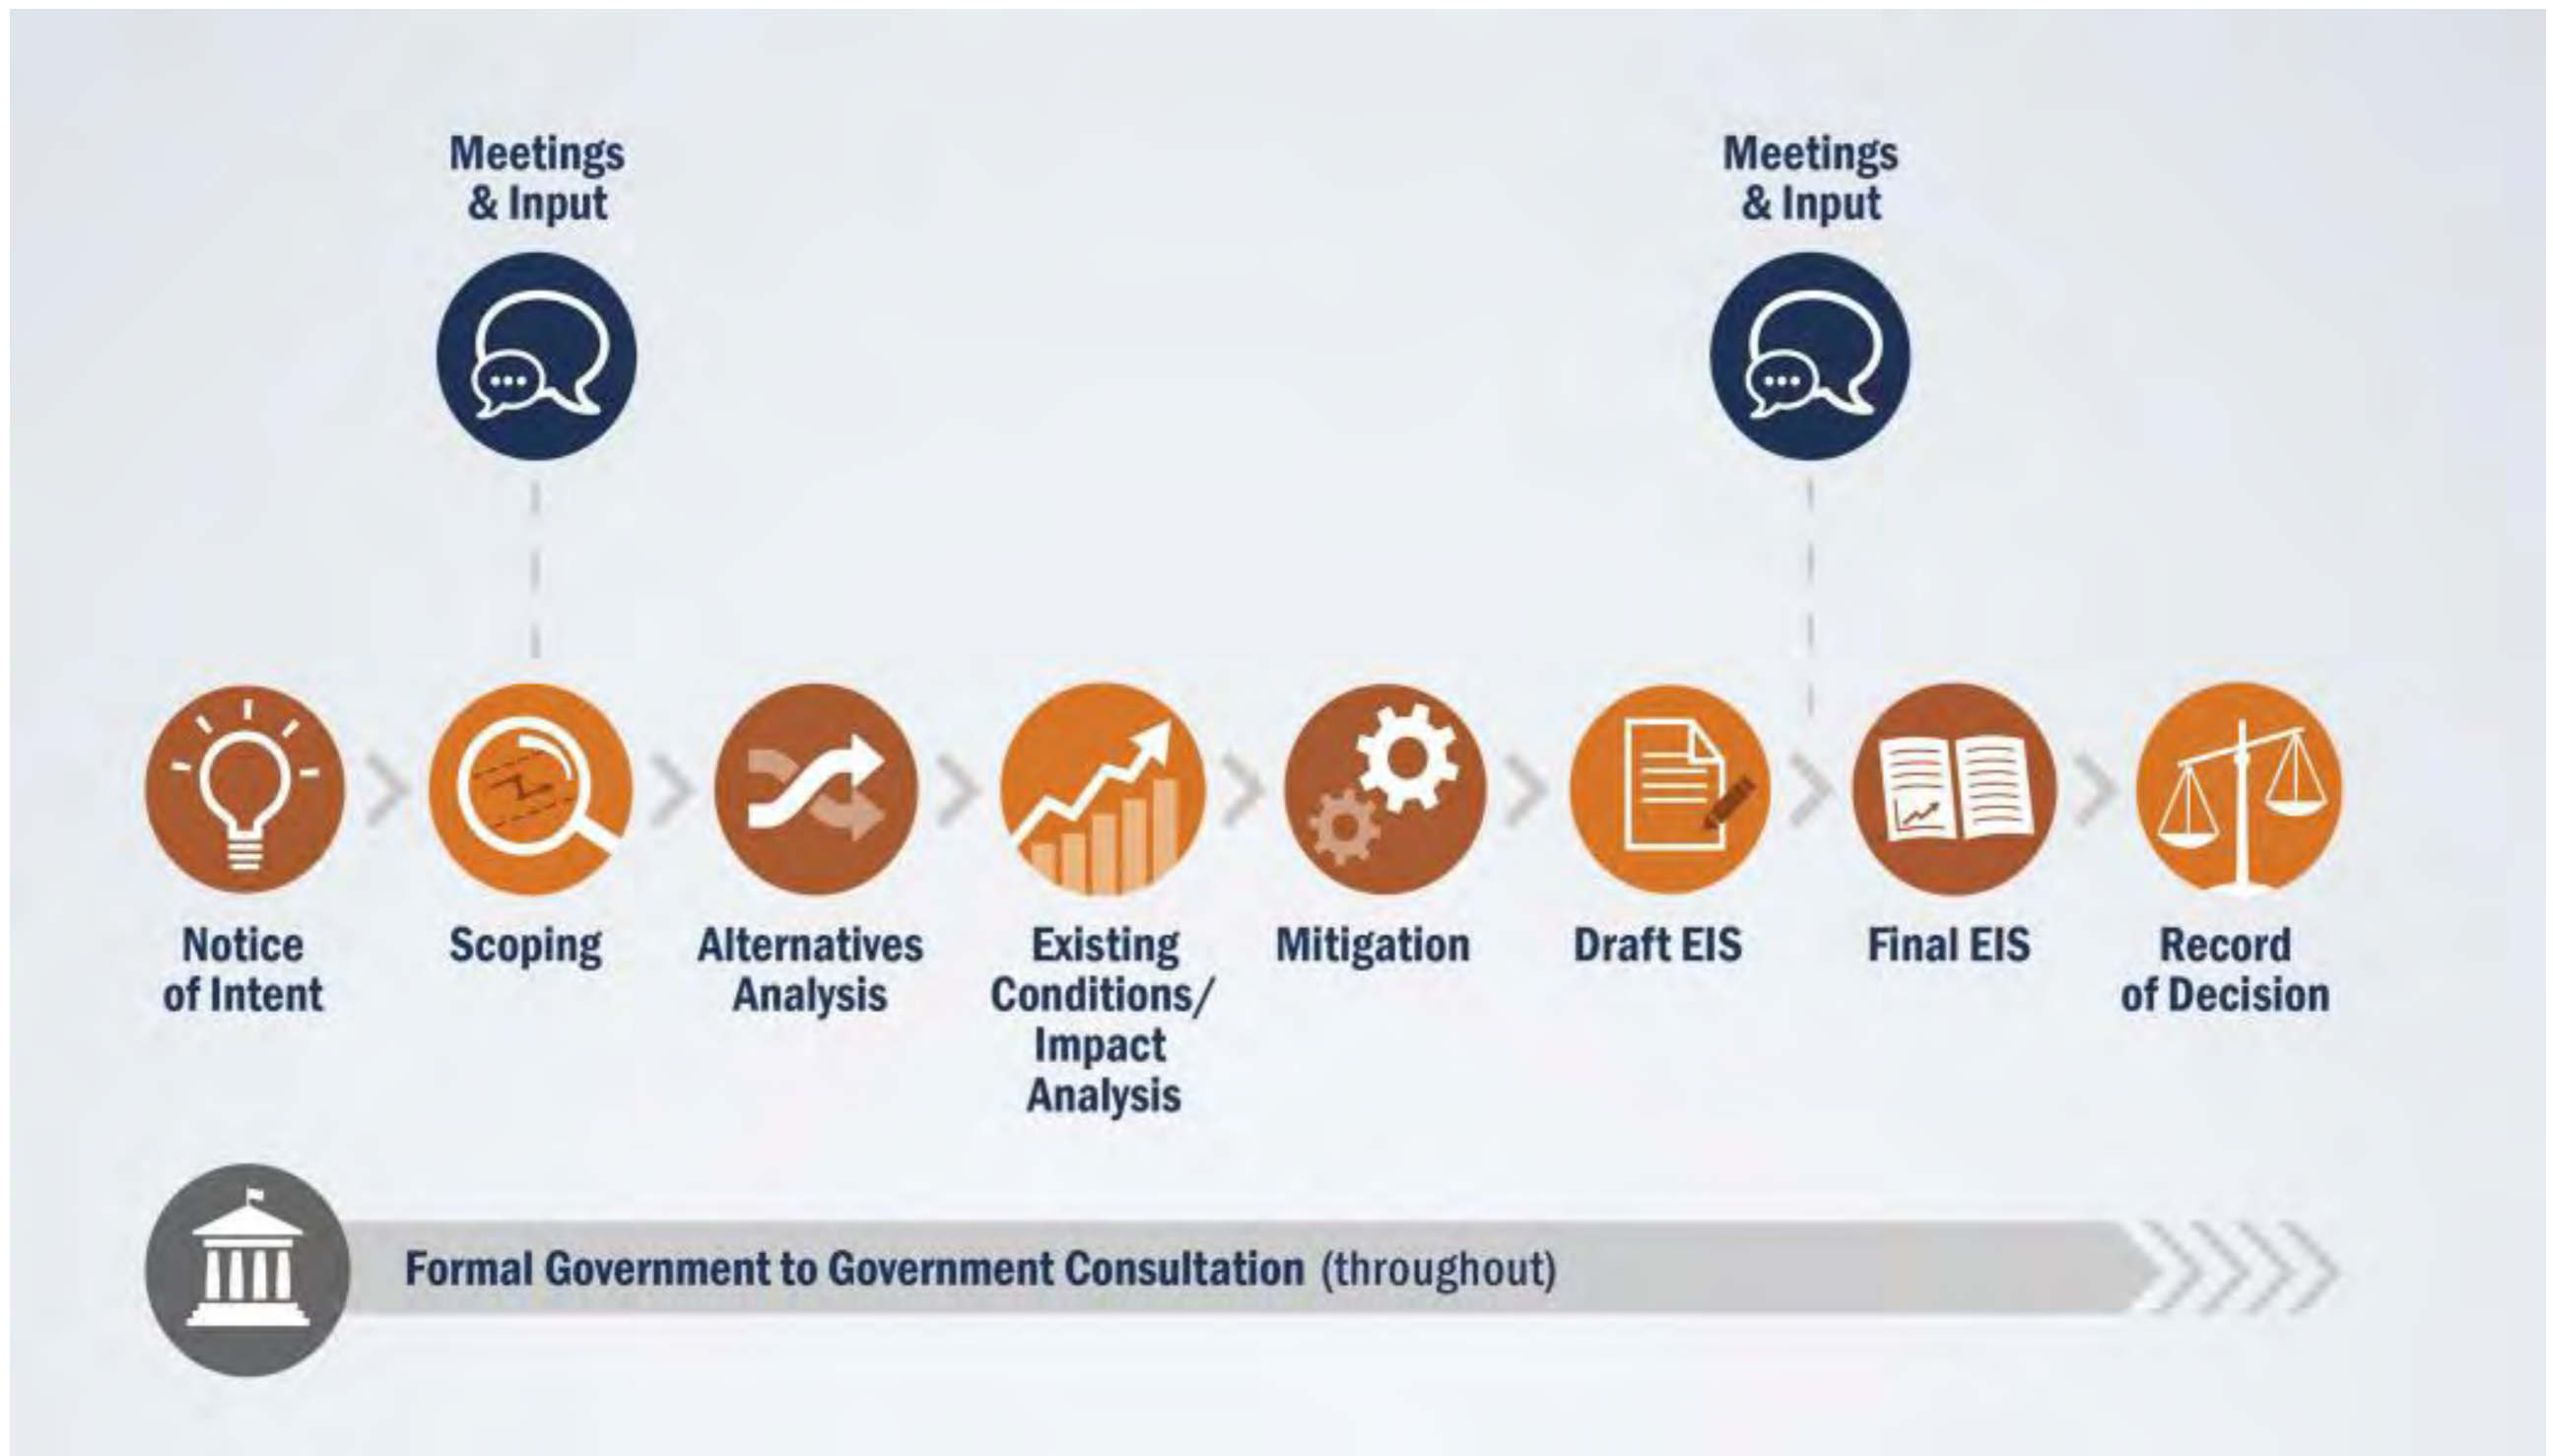 Meetings
& Input
Meetings
& Input
Notice
of Intent
Scoping
Alternatives
Analysis
Existing
Conditions/
Impact
Analysis
Mitigation
Draft EIS
Final EIS
Record
of Decision
Formal Government to Government Consultation (throughout)